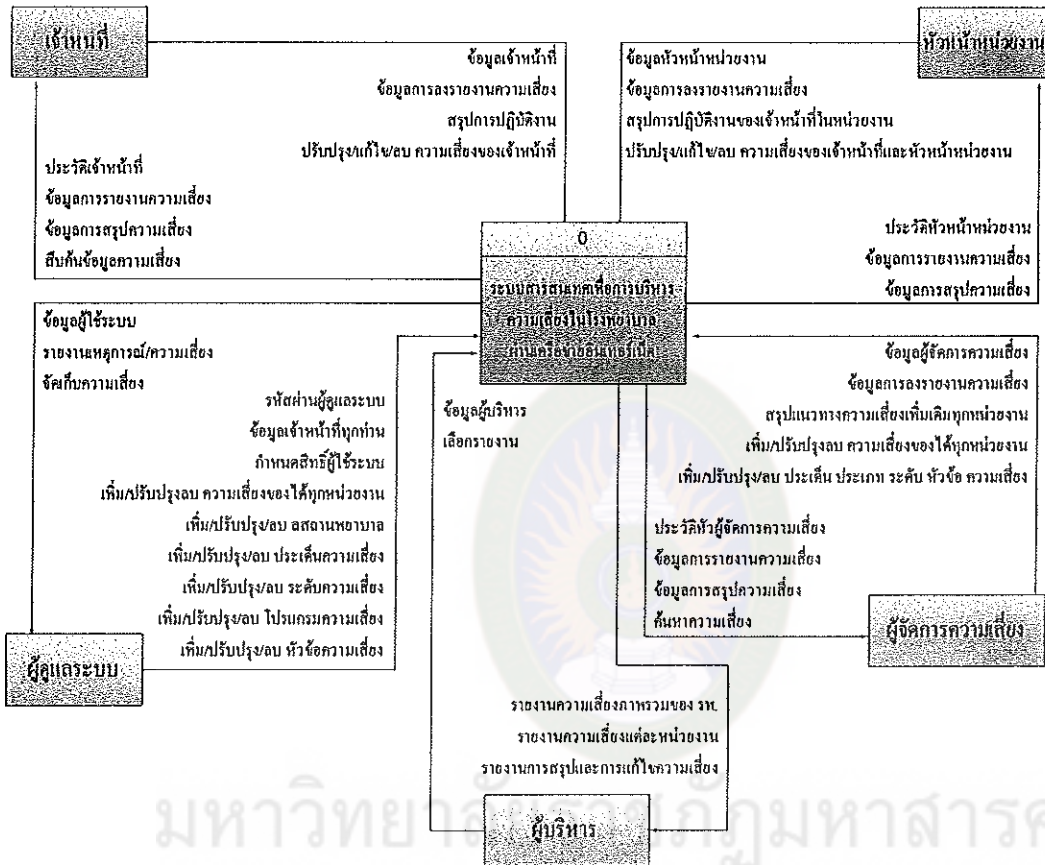 เจ้าหนที่
หัวหน้าหน่วยงาน
ข้อมูลเจ้าหน้าที่
ข้อมูลการลงรายงานความเสี่ยง
สรุปการปฏิบัติงาน
ปรับปรุง/แก้ไข/ลบ ความเสี่ยงของเจ้าหน้าที่
ข้อมูลหัวหน้าหน่วยงาน
ข้อมูลการลงรายงานความเสี่ยง
สรุปการปฏิบัติงานของเจ้าหน้าที่ในหน่วยงาน
ปรับปรุง/แก้ไข/ลบ ความเสี่ยงของเจ้าหน้าที่และหัวหน้าหน่วยงาน
ประวัติเจ้าหน้าที่
ข้อมูลการรายงานความเสี่ยง
ข้อมูลการสรุปความเสี่ยง
สืบค้นข้อมูลความเสี่ยง
ประวัติหัวหน้าหน่วยงาน
ข้อมูลการรายงานความเสี่ยง
ข้อมูลการสรุปความเสี่ยง
0
ระบบสารสนเทศเพื่อการบริหาร
ความเสี่ยงในโรงพยาบาล
ผ่านเครือข่ายอินเทอร์เน็ต
ข้อมูลผู้ใช้ระบบ
รายงานเหตุการณ์/ความเสี่ยง
จัดเก็บความเสี่ยง
รหัสผ่านผู้ดูแลระบบ
ข้อมูลเจ้าหน้าที่ทุกท่าน
กำหนดสิทธิ์ผู้ใช้ระบบ
เพิ่ม/ปรับปรุงลบ ความเสี่ยงของได้ทุกหน่วยงาน
เพิ่ม/ปรับปรุง/ลบ สสถานพยาบาล
เพิ่ม/ปรับปรุง/ลบ ประเด็นความเสี่ยง
เพิ่ม/ปรับปรุง/ลบ ระดับความเสี่ยง
เพิ่ม/ปรับปรุง/ลบ โปรแกรมความเสี่ยง
เพิ่ม/ปรับปรุง/ลบ หัวข้อความเสี่ยง
ข้อมูลผู้บริหาร
เลือกรายงาน
ข้อมูลผู้จัดการความเสี่ยง
ข้อมูลการลงรายงานความเสี่ยง
สรุปแนวทางความเสี่ยงเพิ่มเติมทุกหน่วยงาน
เพิ่ม/ปรับปรุงลบ ความเสี่ยงของได้ทุกหน่วยงาน
เพิ่ม/ปรับปรุง/ลบ ประเด็น ประเภท ระดับ หัวข้อ ความเสี่ยง
ประวัติหัวผู้จัดการความเสี่ยง
ข้อมูลการรายงานความเสี่ยง
ข้อมูลการสรุปความเสี่ยง
ค้นหาความเสี่ยง
ผู้จัดการความเสี่ยง
ผู้ดูแลระบบ
รายงานความเสี่ยงภาพรวมของ รพ.
รายงานความเสี่ยงแต่ละหน่วยงาน
รายงานการสรุปและการแก้ไขความเสี่ยง
ผู้บริหาร
มหาวิทยาลัยราชภัฏมหาสารค